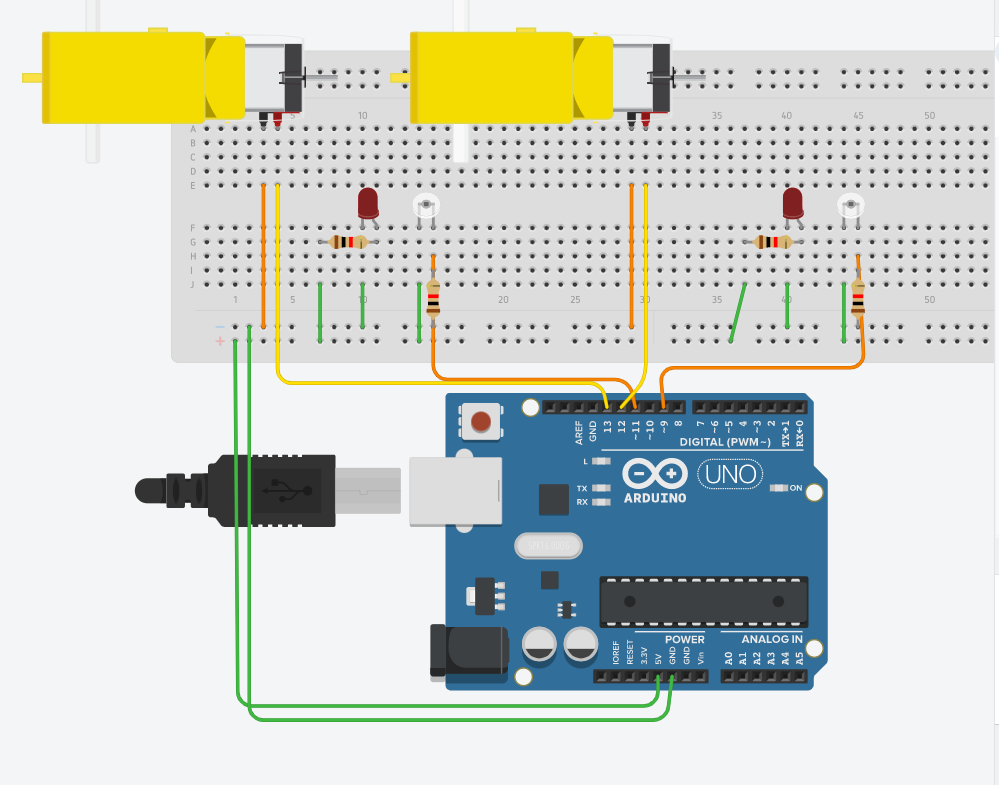 5 10 35 40 45 50
A
B
C
D
E
F
G
H
I
J
1 5 10 20 25 30 35 40 45 50
−
+
AREF
GND
13
12
~11
~10
~9
8
7
~6
~5
4
~3
2
TX→1
RX←0
DIGITAL (PWM~)
L
TX
RX
ARDUINO
UNO
ON
POWER
ANALOG IN
IOREF
RESET
3.3V
5V
GND
GND
Vin
A0
A1
A2
A3
A4
A5